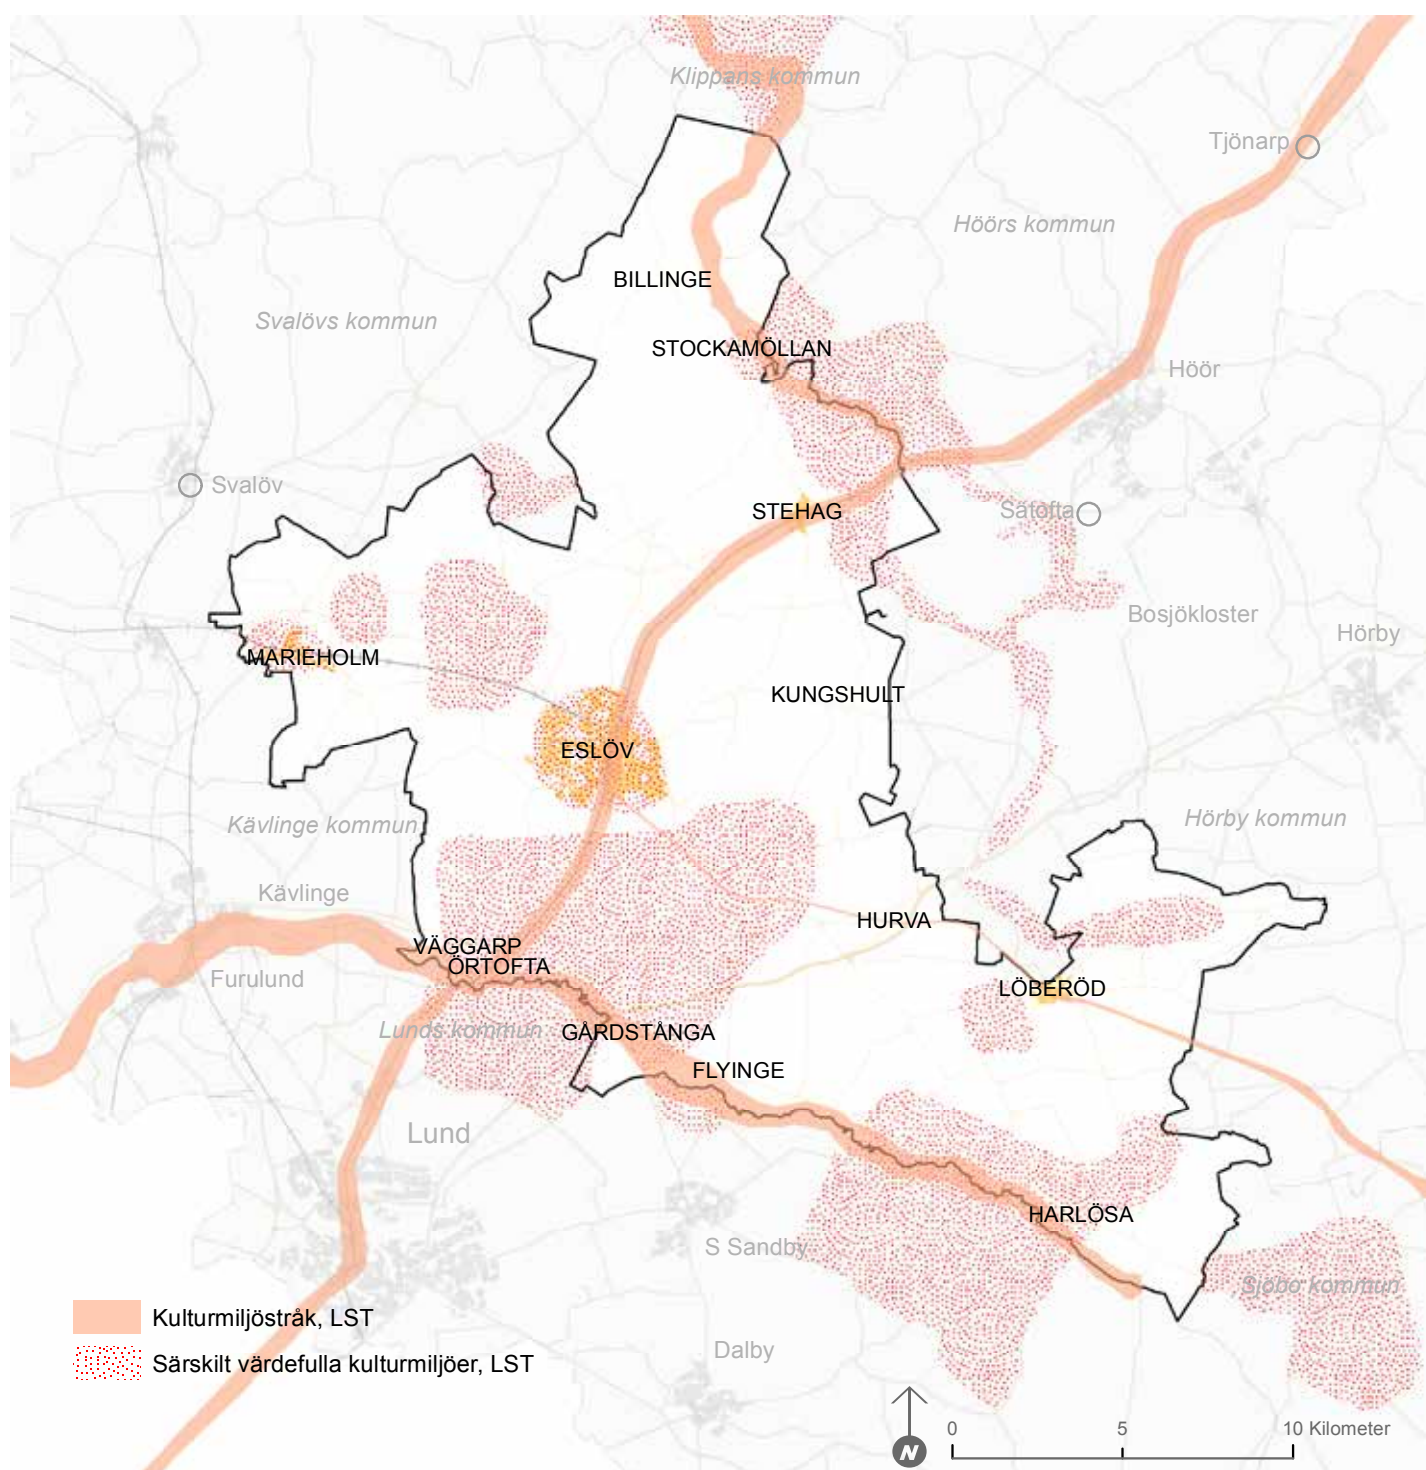 Klippans kommun
Tjönarp
Höörs kommun
BILLINGE
Svalövs kommun
STOCKAMÖLLAN
Höör
Svalöv
STEHAG
Sätofta
Bosjökloster
Hörby
MARIEHOLM
KUNGSHULT
ESLÖV
Kävlinge kommun
Hörby kommun
Kävlinge
HURVA
VÄGGARP
ÖRTOFTA
Furulund
LÖBERÖD
Lunds kommun
GÅRDSTÅNGA
FLYINGE
Lund
HARLÖSA
S Sandby
Sjöbo kommun
Kulturmiljöstråk, LST
Dalby
Särskilt värdefulla kulturmiljöer, LST
0 5 10 Kilometer
N